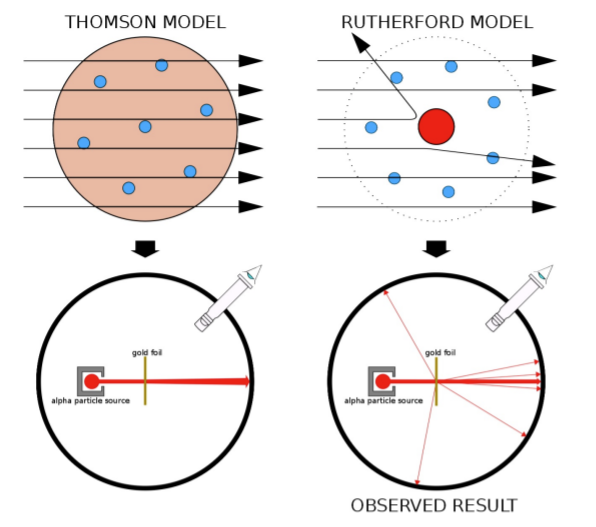 THOMSON MODEL
RUTHERFORD MODEL
gold foil
alpha particle source
gold foil
alpha particle source
OBSERVED RESULT